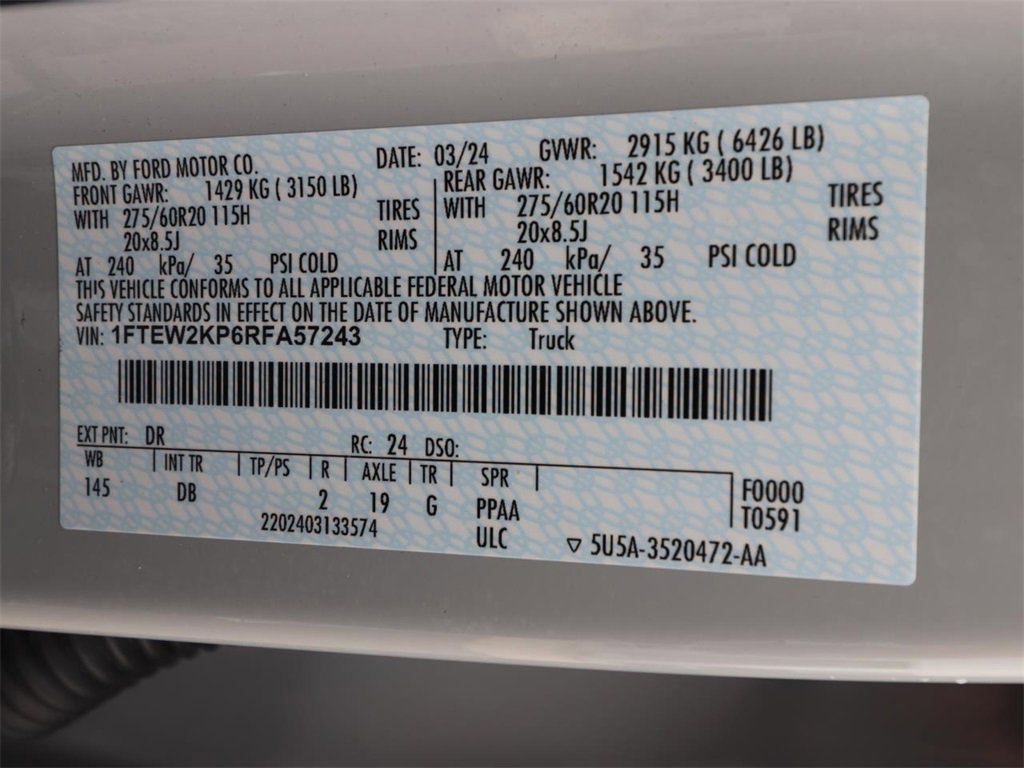 MFD. BY FORD MOTOR CO. DATE: 03/24 GVWR: 2915 KG ( 6426 LB)
FRONT GAWR: 1429 KG ( 3150 LB) REAR GAWR: 1542 KG ( 3400 LB)
WITH 275/60R20 115H TIRES WITH 275/60R20 115H TIRES
20x8.5J RIMS 20x8.5J RIMS
AT 240 kPa/ 35 PSI COLD AT 240 kPa/ 35 PSI COLD
THIS VEHICLE CONFORMS TO ALL APPLICABLE FEDERAL MOTOR VEHICLE
SAFETY STANDARDS IN EFFECT ON THE DATE OF MANUFACTURE SHOWN ABOVE.
VIN: 1FTEW2KP6RFA57243 TYPE: Truck
EXT PNT: DR RC: 24 DSO:
WB INT TR TP/PS R AXLE TR SPR
145 DB 2 19 G PPAA F0000
2202403133574 ULC T0591
▽ 5U5A-3520472-AA